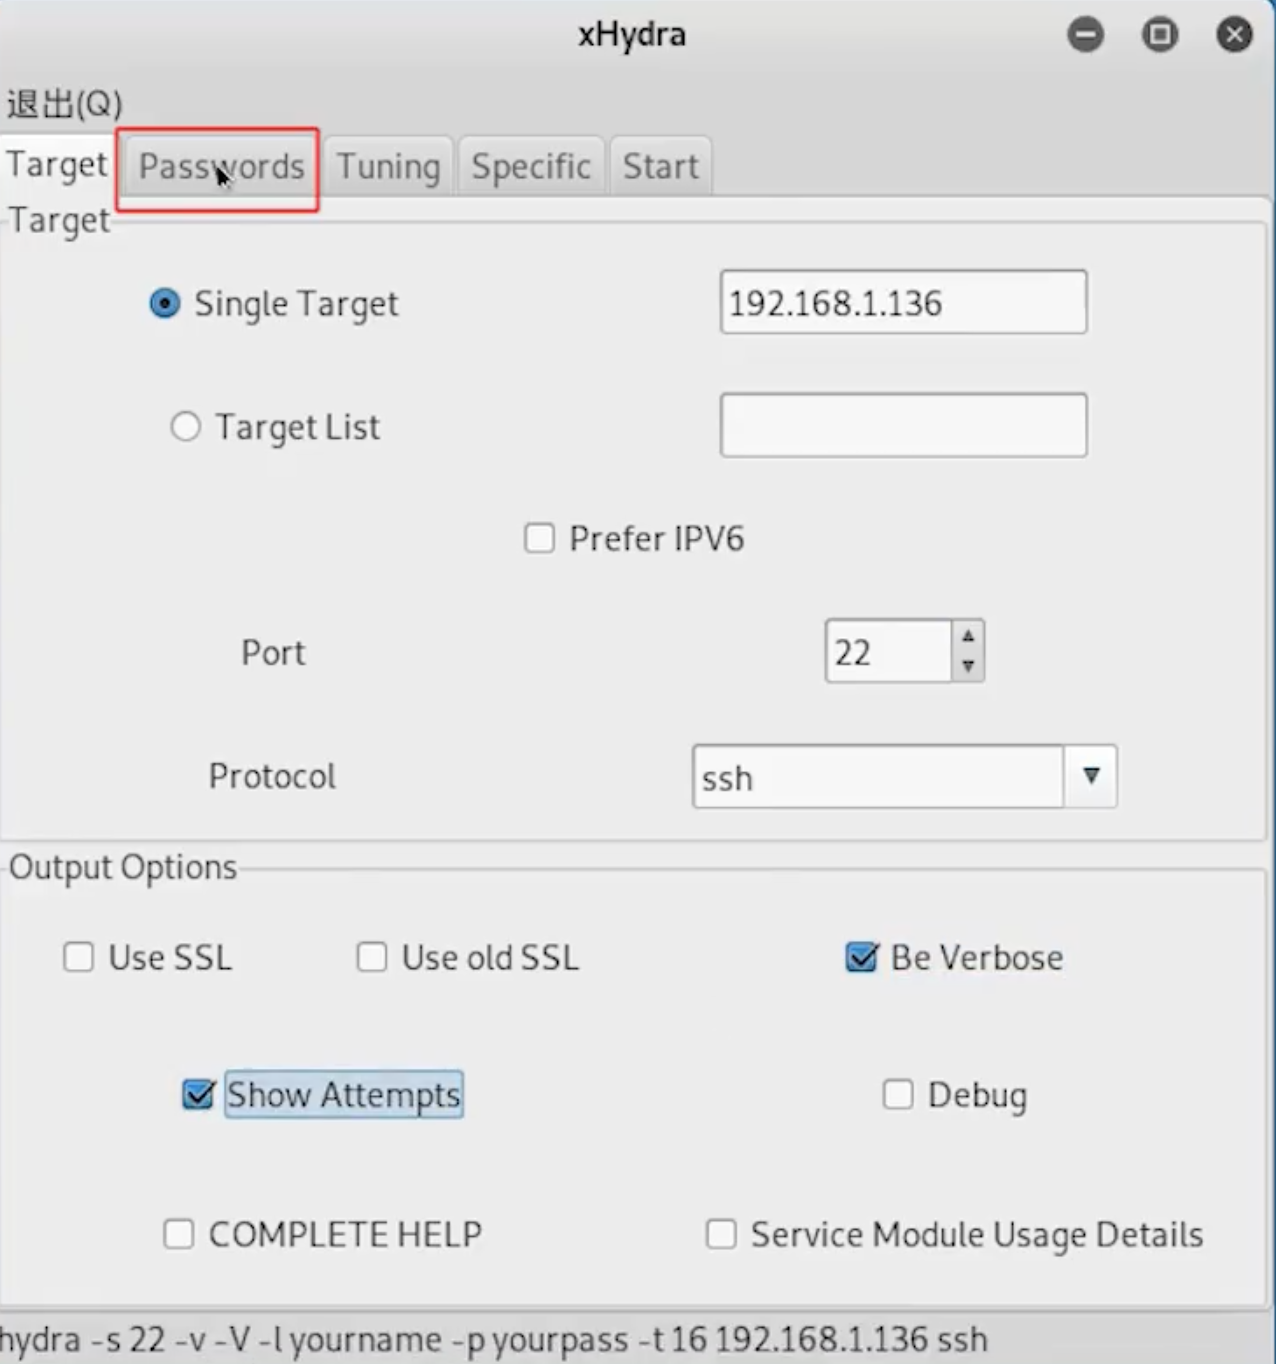 xHydra
退出(Q)
Target Passwords Tuning Specific Start
Target
Single Target 192.168.1.136
Target List
Prefer IPV6
Port 22
Protocol ssh
Output Options
Use SSL Use old SSL Be Verbose
Show Attempts Debug
COMPLETE HELP Service Module Usage Details
hydra -s 22 -v -V -l yourname -p yourpass -t 16 192.168.1.136 ssh